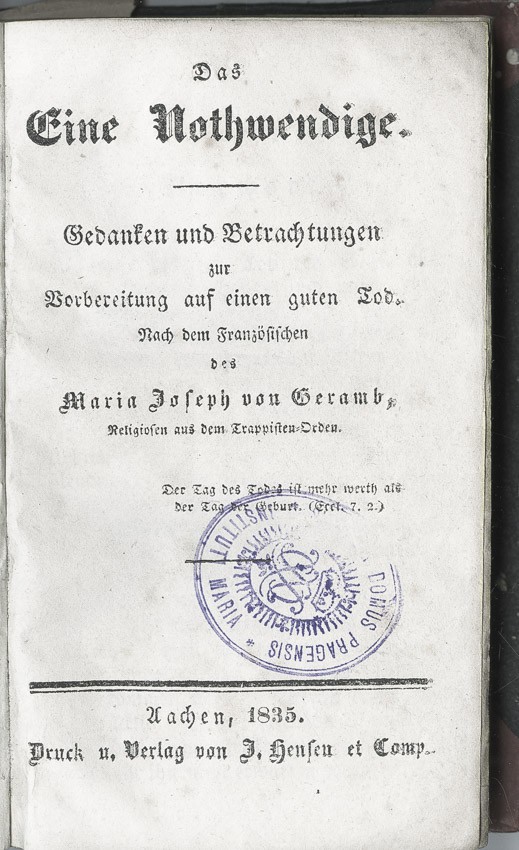 Das
Eine Nothwendige.
Gedanken und Betrachtungen
zur
Vorbereitung auf einen guten Tod.
Nach dem Französischen
des
Maria Joseph von Geramb,
Religiosen aus dem Trappisten-Orden.
Der Tag des Todes ist mehr werth als
der Tag der Geburt. (Eccl. 7. 2.)
INSTITUT MARIA * DOMUS PRAGENSIS
Aachen, 1835.
Druck u. Verlag von J. Hensen et Comp.